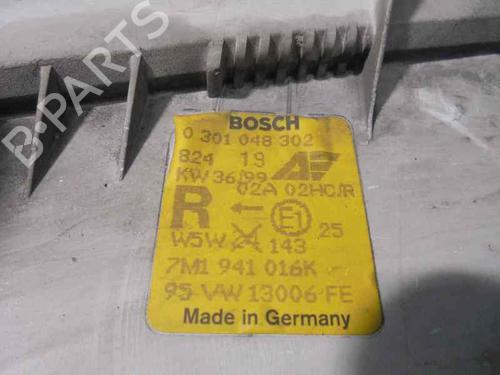 B-PARTS
BOSCH
0 301 048 302
824 19
KW 36/99
02A 02HC/R
R ← E1 25
W5W 143
7M1 941 016K
95 VW 13006 FE
Made in Germany